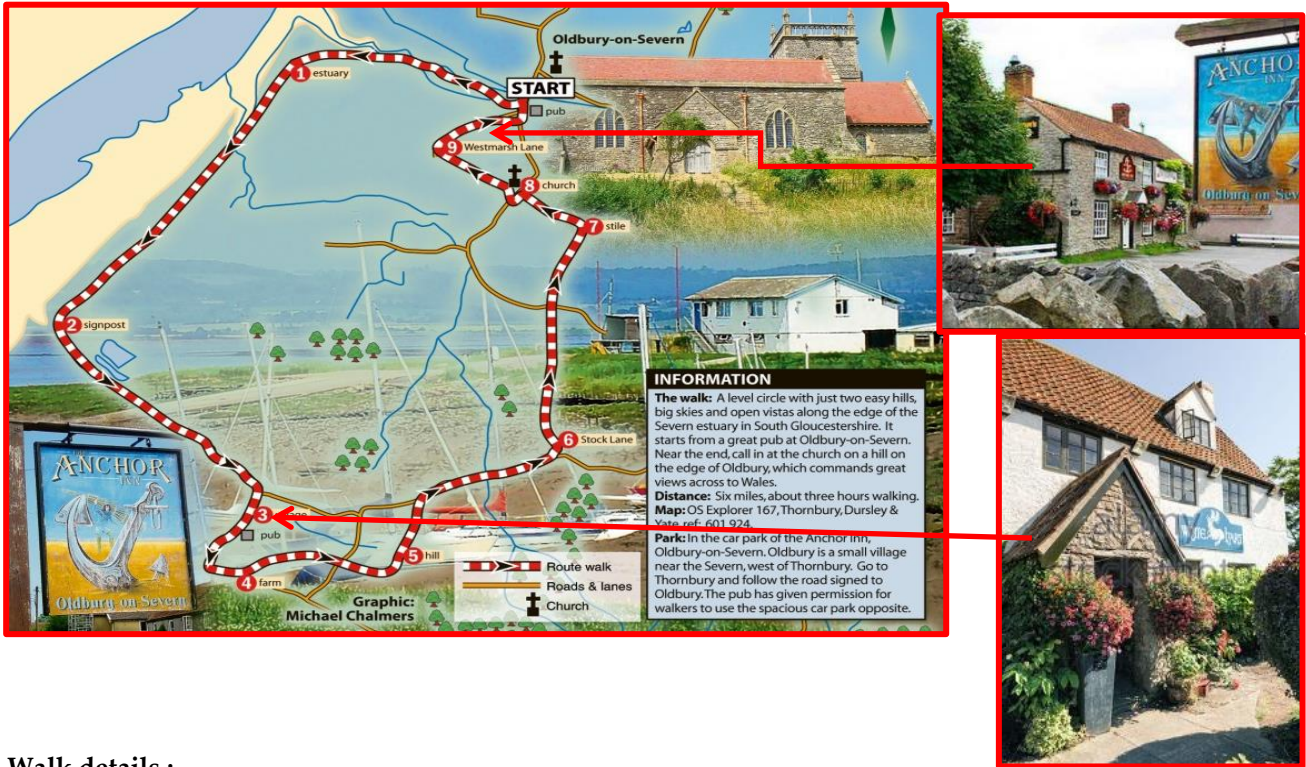 Oldbury-on-Severn
START
pub
1 estuary
9 Westmarsh Lane
8 church
7 stile
2 signpost
6 Stock Lane
3
pub
4 farm
5 hill
THE
ANCHOR
INN
Oldbury on Severn
Graphic:
Michael Chalmers
Route walk
Roads & lanes
Church
INFORMATION
The walk: A level circle with just two easy hills,
big skies and open vistas along the edge of the
Severn estuary in South Gloucestershire. It
starts from a great pub at Oldbury-on-Severn.
Near the end, call in at the church on a hill on
the edge of Oldbury, which commands great
views across to Wales.
Distance: Six miles, about three hours walking.
Map: OS Explorer 167, Thornbury, Dursley &
Yate, ref: 601 924.
Park: In the car park of the Anchor Inn,
Oldbury-on-Severn. Oldbury is a small village
near the Severn, west of Thornbury. Go to
Thornbury and follow the road signed to
Oldbury. The pub has given permission for
walkers to use the spacious car park opposite.
ANCHO
INN
Oldbury on Sev
Walk details :